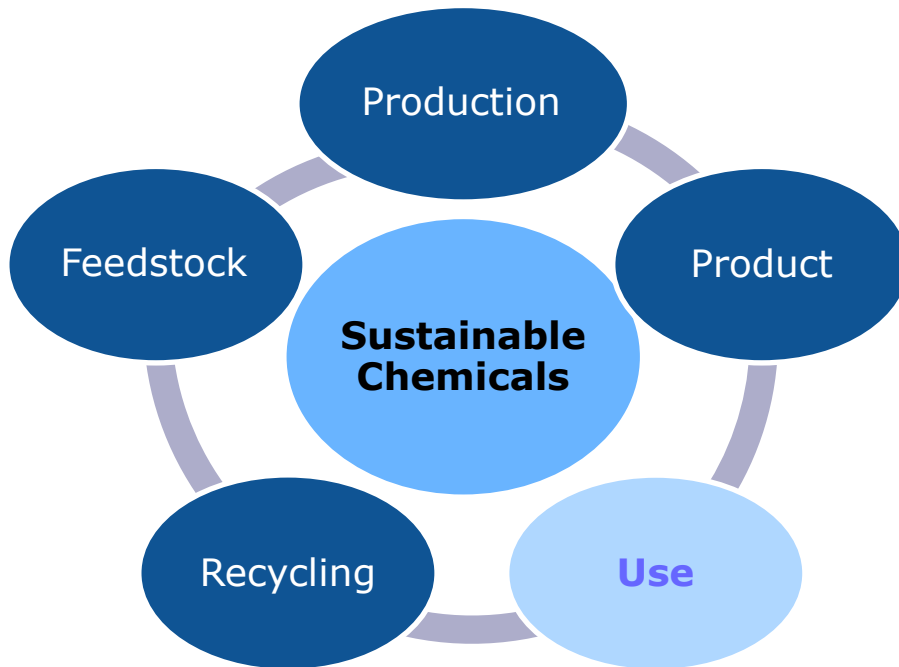 Production
Feedstock
Product
Sustainable
Chemicals
Recycling
Use